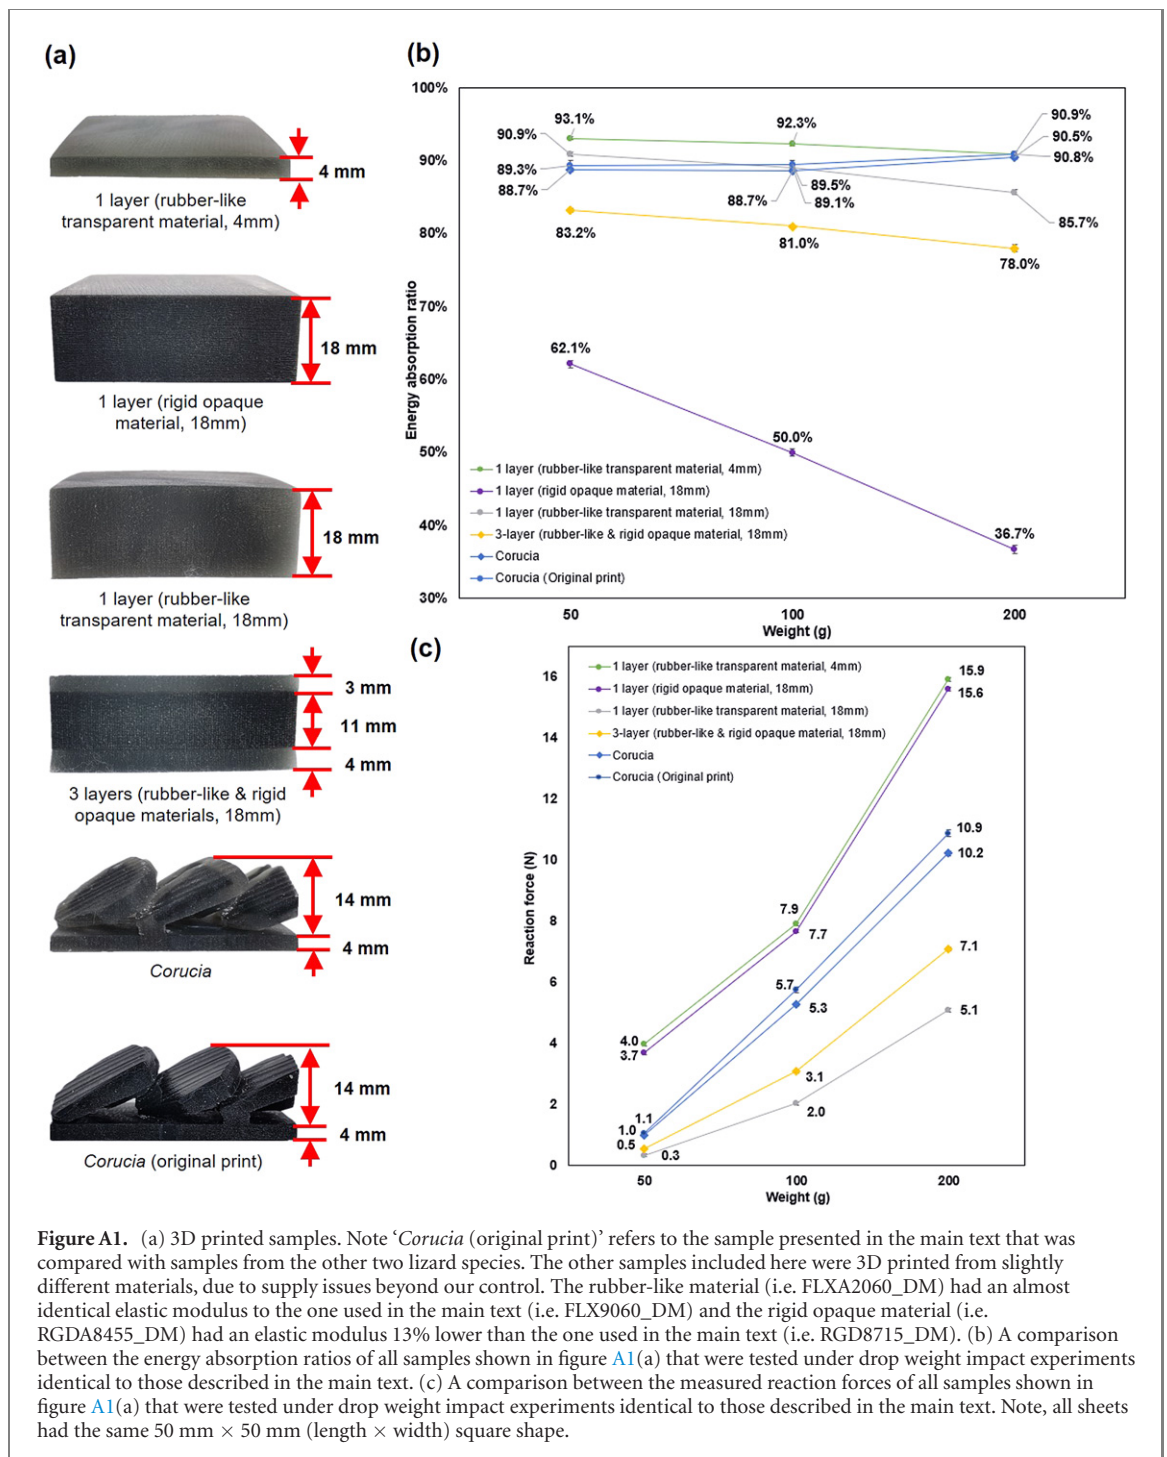 (a)
4 mm
1 layer (rubber-like
transparent material, 4mm)
18 mm
1 layer (rigid opaque
material, 18mm)
18 mm
1 layer (rubber-like
transparent material, 18mm)
3 mm
11 mm
4 mm
3 layers (rubber-like & rigid
opaque materials, 18mm)
14 mm
4 mm
Corucia
14 mm
4 mm
Corucia (original print)
(b)
100%
90%
80%
70%
60%
50%
40%
30%
Energy absorption ratio
93.1%
92.3%
90.9%
90.9%
90.5%
90.8%
89.3%
88.7%
88.7%
89.5%
89.1%
85.7%
83.2%
81.0%
78.0%
62.1%
50.0%
36.7%
1 layer (rubber-like transparent material, 4mm)
1 layer (rigid opaque material, 18mm)
1 layer (rubber-like transparent material, 18mm)
3-layer (rubber-like & rigid opaque material, 18mm)
Corucia
Corucia (Original print)
50
100
200
Weight (g)
(c)
16
14
12
10
8
6
4
2
0
Reaction force (N)
1 layer (rubber-like transparent material, 4mm)
1 layer (rigid opaque material, 18mm)
1 layer (rubber-like transparent material, 18mm)
3-layer (rubber-like & rigid opaque material, 18mm)
Corucia
Corucia (Original print)
15.9
15.6
10.9
10.2
7.9
7.7
7.1
5.7
5.3
5.1
4.0
3.7
3.1
2.0
1.1
1.0
0.5
0.3
50
100
200
Weight (g)
Figure A1. (a) 3D printed samples. Note ‘Corucia (original print)’ refers to the sample presented in the main text that was
compared with samples from the other two lizard species. The other samples included here were 3D printed from slightly
different materials, due to supply issues beyond our control. The rubber-like material (i.e. FLXA2060_DM) had an almost
identical elastic modulus to the one used in the main text (i.e. FLX9060_DM) and the rigid opaque material (i.e.
RGDA8455_DM) had an elastic modulus 13% lower than the one used in the main text (i.e. RGD8715_DM). (b) A comparison
between the energy absorption ratios of all samples shown in figure A1(a) that were tested under drop weight impact experiments
identical to those described in the main text. (c) A comparison between the measured reaction forces of all samples shown in
figure A1(a) that were tested under drop weight impact experiments identical to those described in the main text. Note, all sheets
had the same 50 mm × 50 mm (length × width) square shape.